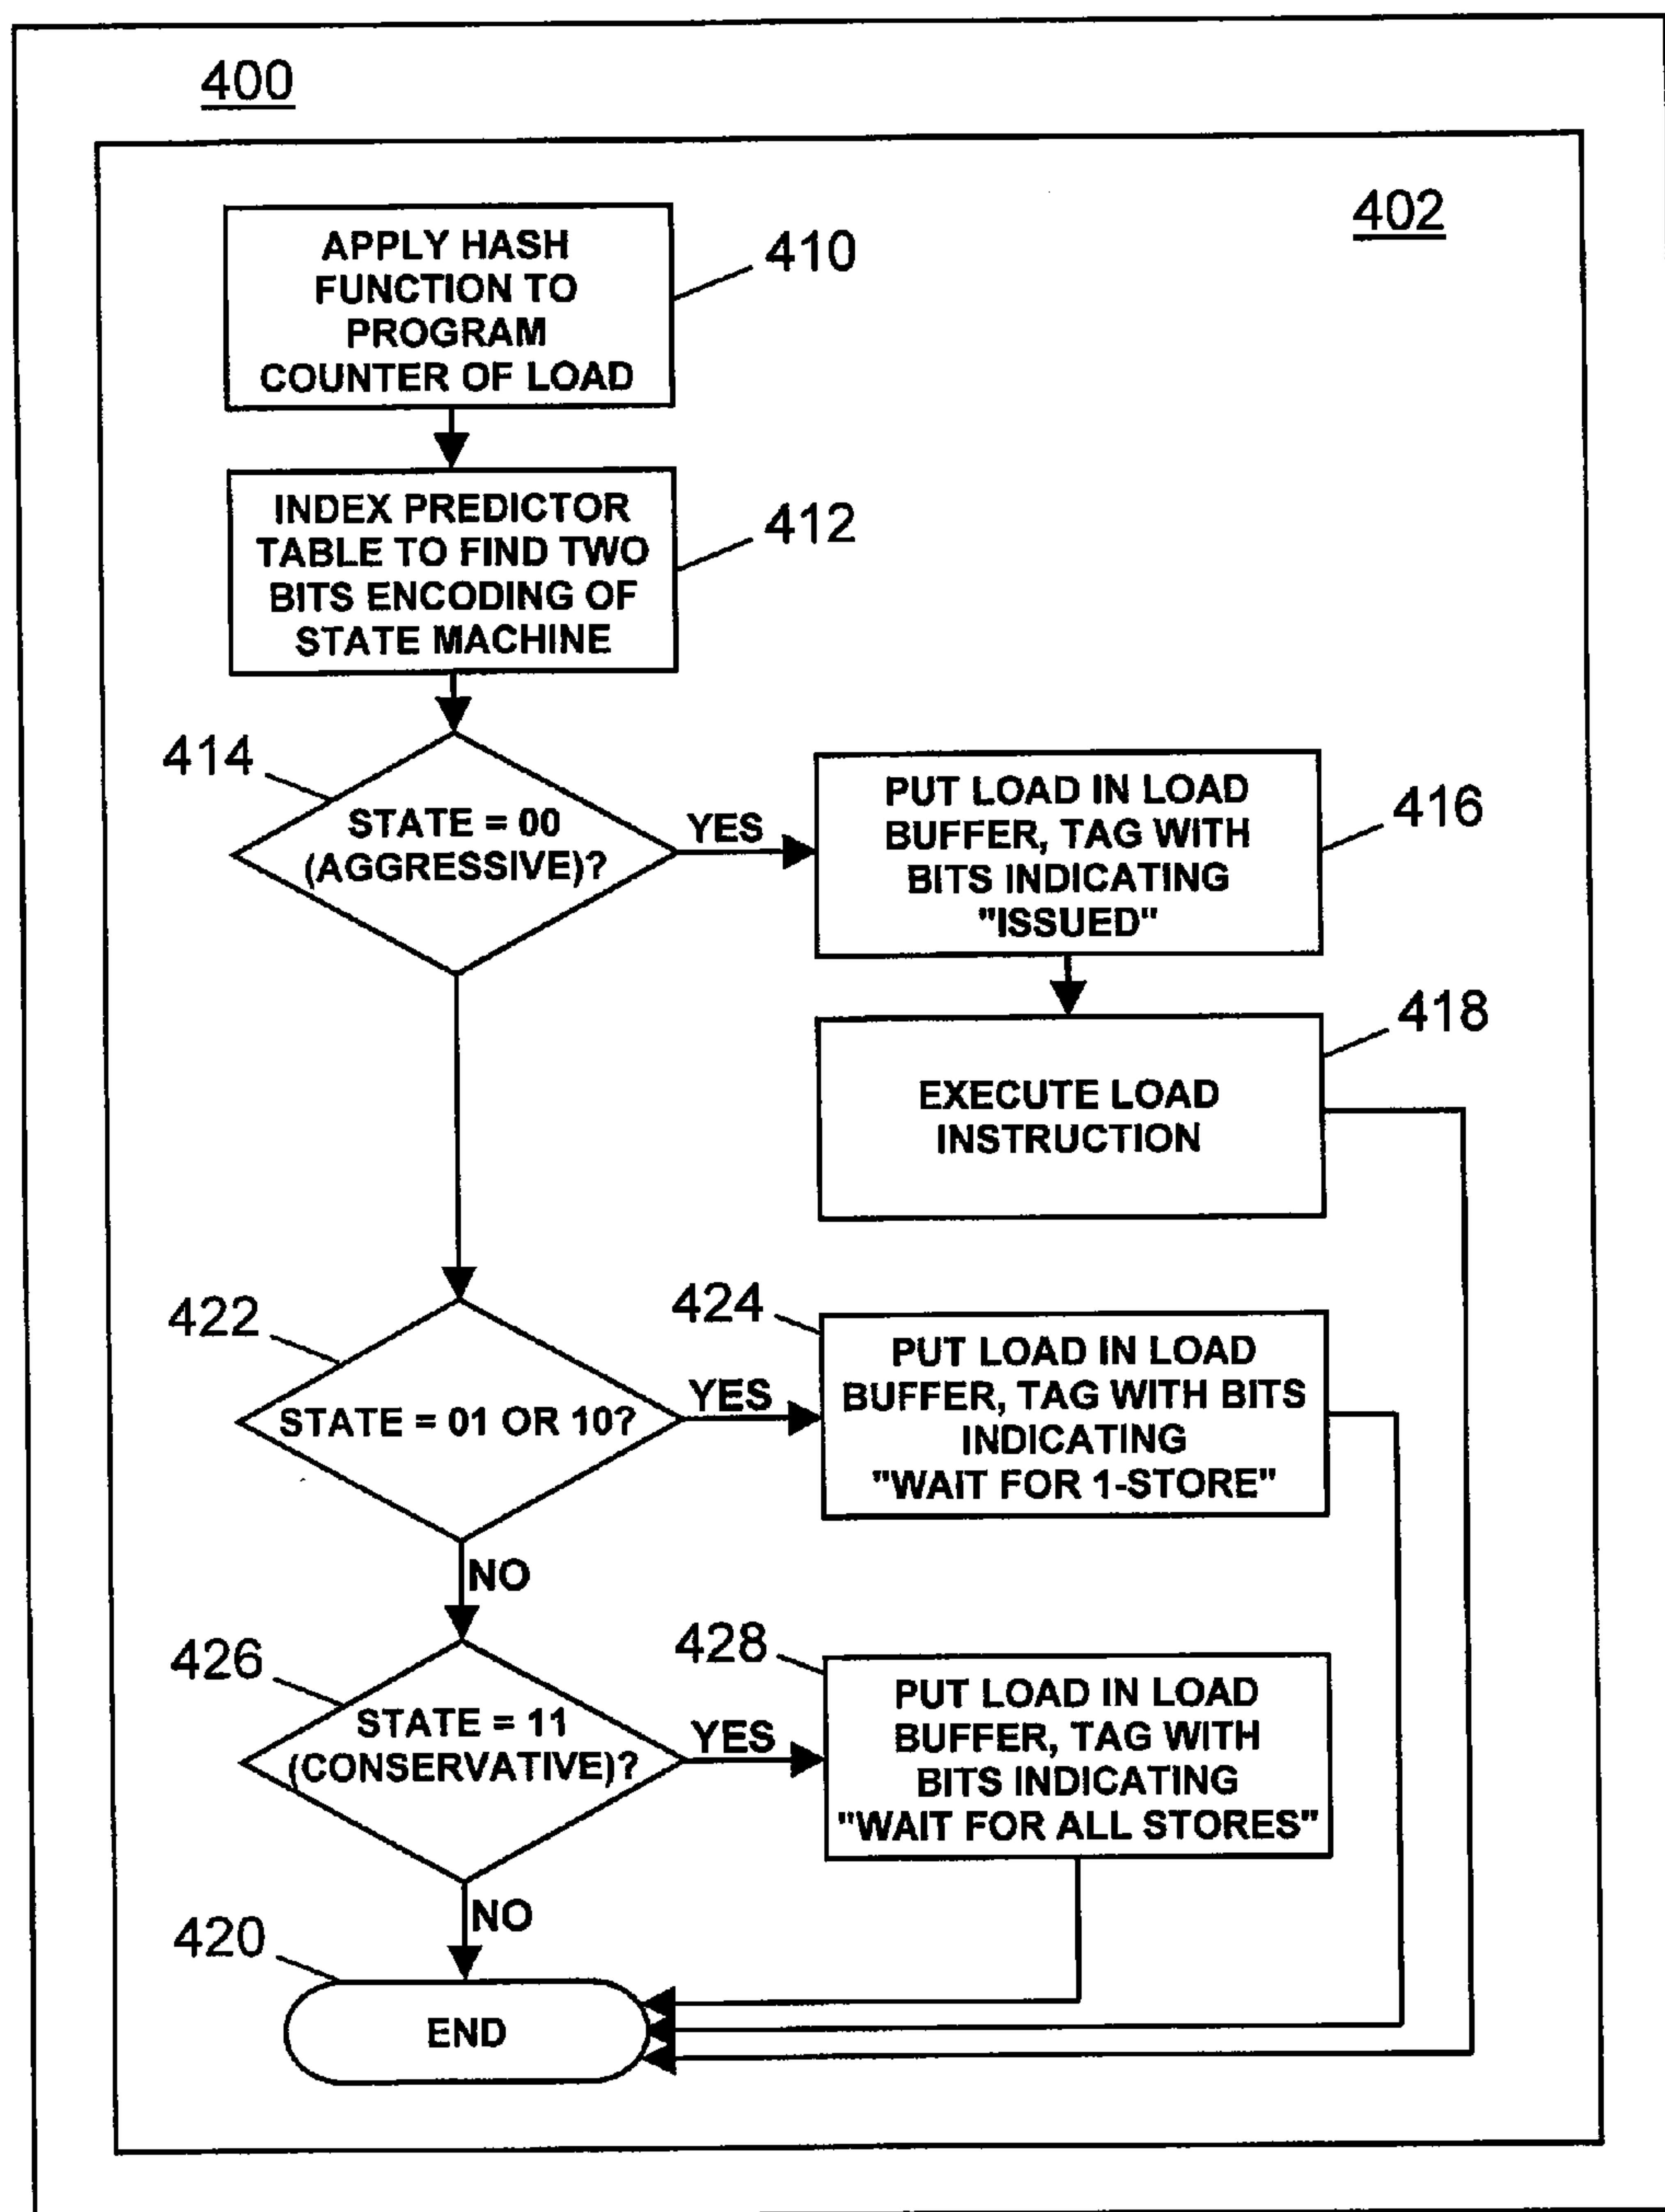 400
402
APPLY HASH
FUNCTION TO
PROGRAM
COUNTER OF LOAD
410
INDEX PREDICTOR
TABLE TO FIND TWO
BITS ENCODING OF
STATE MACHINE
412
414
STATE = 00
(AGGRESSIVE)?
YES
PUT LOAD IN LOAD
BUFFER, TAG WITH
BITS INDICATING
"ISSUED"
416
418
EXECUTE LOAD
INSTRUCTION
422
STATE = 01 OR 10?
YES
424
PUT LOAD IN LOAD
BUFFER, TAG WITH BITS
INDICATING
"WAIT FOR 1-STORE"
NO
426
STATE = 11
(CONSERVATIVE)?
YES
428
PUT LOAD IN LOAD
BUFFER, TAG WITH
BITS INDICATING
"WAIT FOR ALL STORES"
NO
420
END